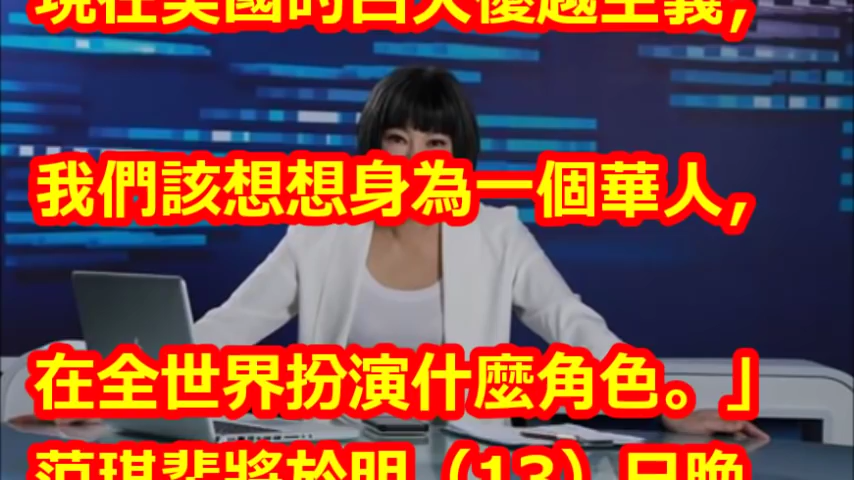 現在美國的白人優越主義，
我們該想想身為一個華人，
在全世界扮演什麼角色。」
范琪斐將於明（13）日晚